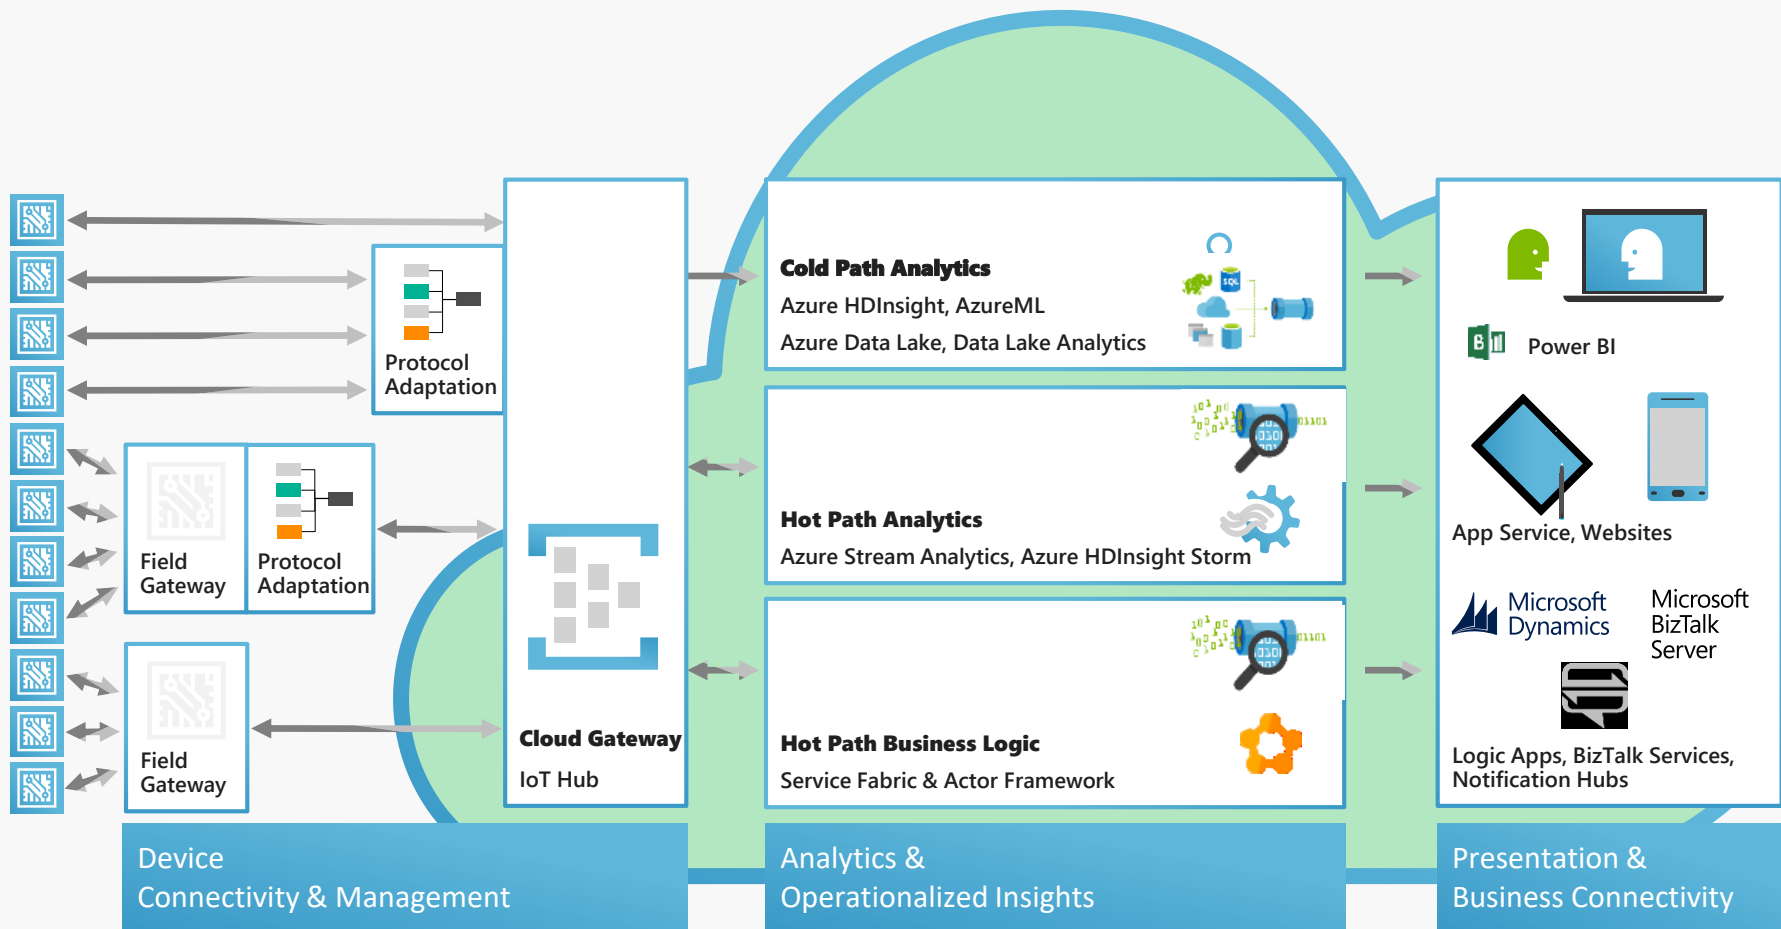 Protocol
Adaptation
Field
Gateway
Protocol
Adaptation
Field
Gateway
Cloud Gateway
IoT Hub
Cold Path Analytics
Azure HDInsight, AzureML
Azure Data Lake, Data Lake Analytics
SQL
Hot Path Analytics
Azure Stream Analytics, Azure HDInsight Storm
01101
Hot Path Business Logic
Service Fabric & Actor Framework
01101
Power BI
App Service, Websites
Microsoft
Dynamics
Microsoft
BizTalk
Server
Logic Apps, BizTalk Services,
Notification Hubs
Device
Connectivity & Management
Analytics &
Operationalized Insights
Presentation &
Business Connectivity